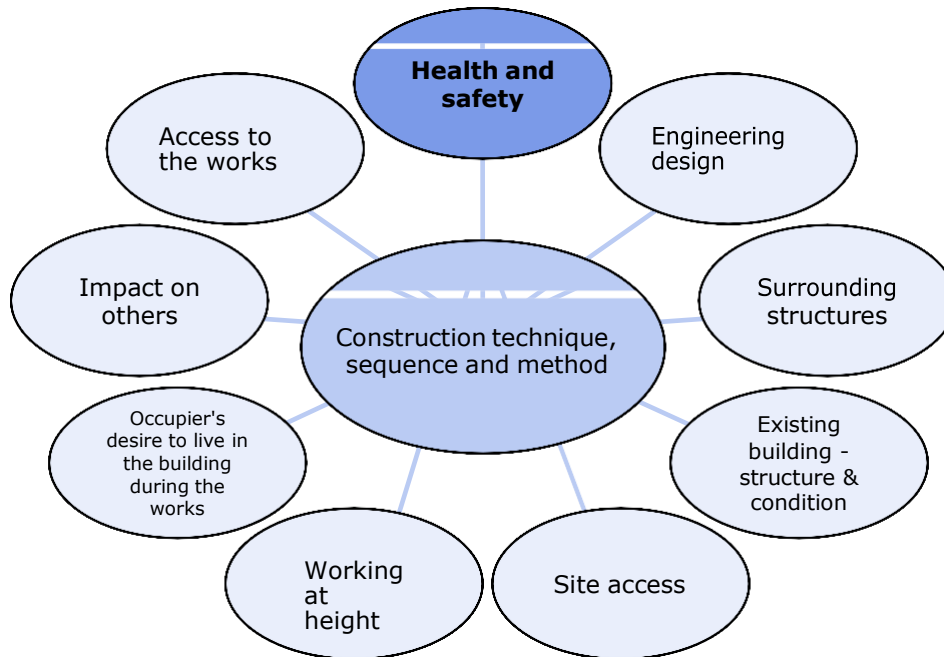 Health and
safety
Access to
the works
Engineering
design
Impact on
others
Surrounding
structures
Construction technique,
sequence and method
Occupier's
desire to live in
the building
during the
works
Existing
building -
structure &
condition
Working
at
height
Site access